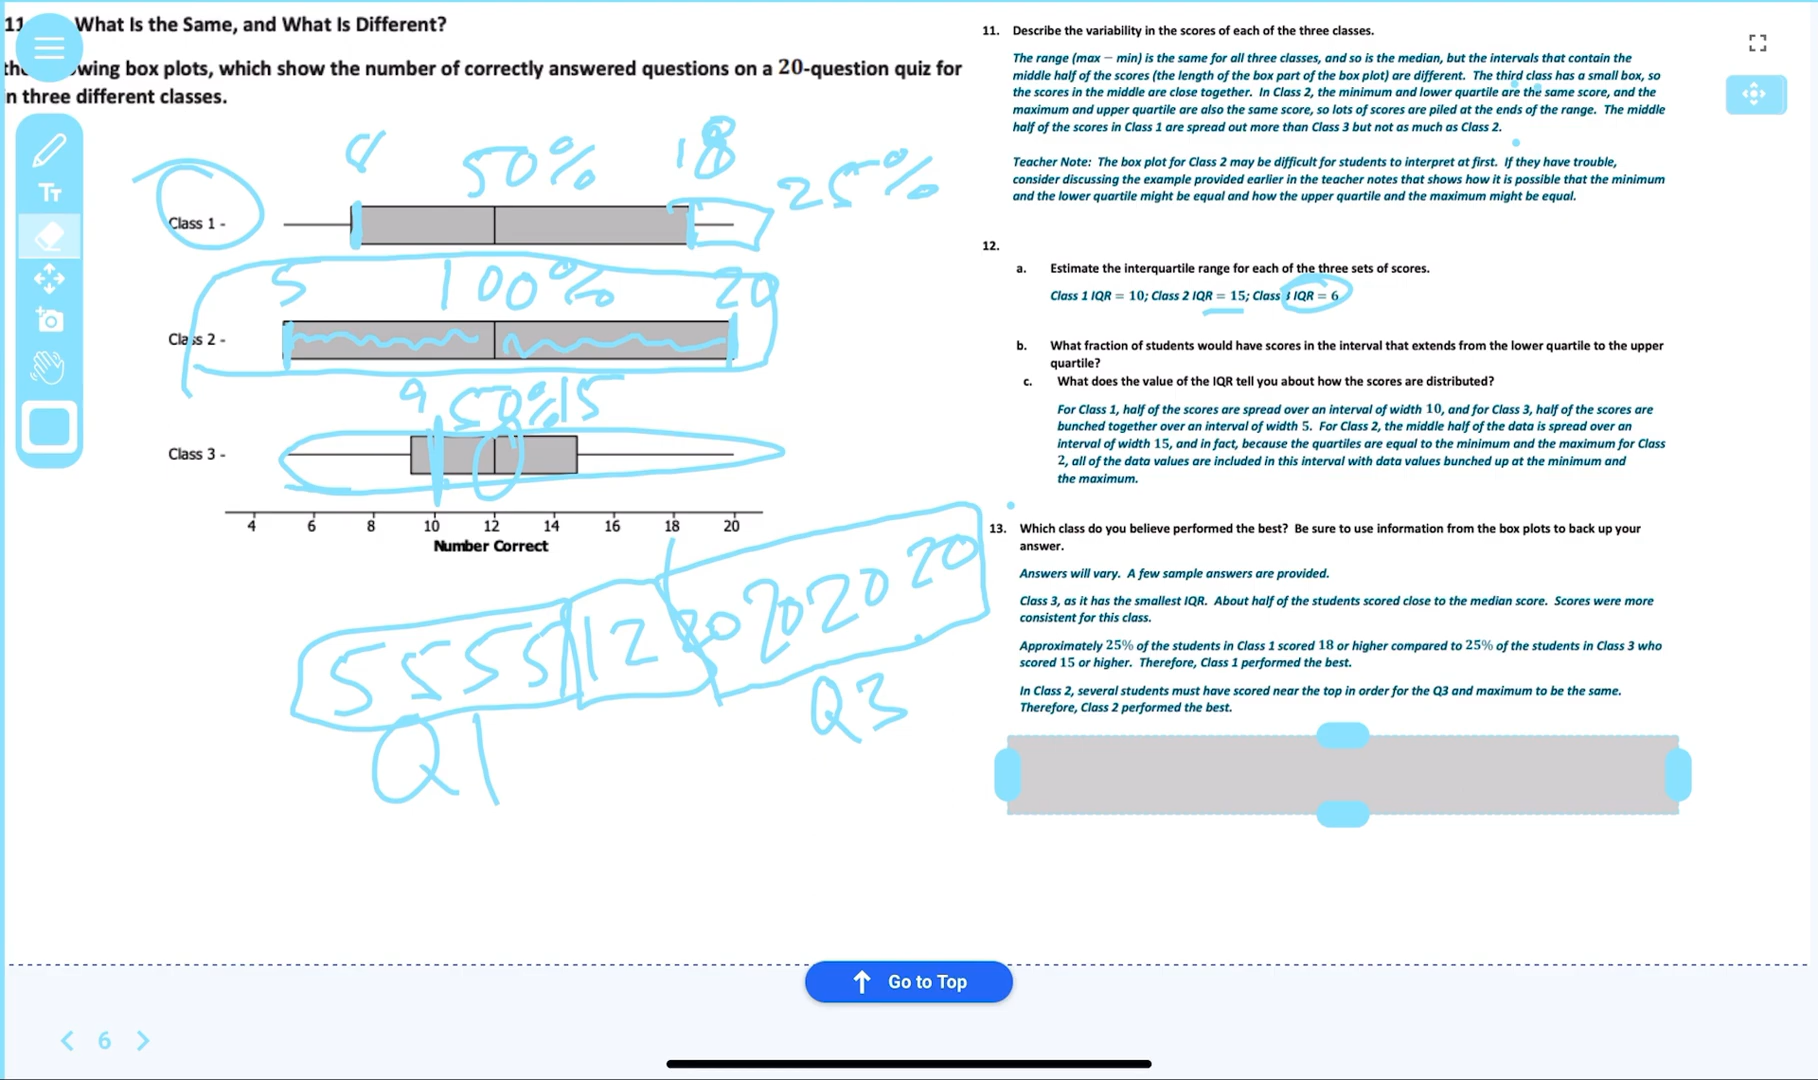 11 What Is the Same, and What Is Different?
the wing box plots, which show the number of correctly answered questions on a 20-question quiz for
n three different classes.
Tт
8 50% 18 25%
Class 1 -
5 100% 20
Class 2 -
9 50% 15
Class 3 -
4 6 8 10 12 14 16 18 20
Number Correct
5 5 5 5 12 20 20 20 20
Q1 Q3
11. Describe the variability in the scores of each of the three classes.
The range (max − min) is the same for all three classes, and so is the median, but the intervals that contain the
middle half of the scores (the length of the box part of the box plot) are different. The third class has a small box, so
the scores in the middle are close together. In Class 2, the minimum and lower quartile are the same score, and the
maximum and upper quartile are also the same score, so lots of scores are piled at the ends of the range. The middle
half of the scores in Class 1 are spread out more than Class 3 but not as much as Class 2.
Teacher Note: The box plot for Class 2 may be difficult for students to interpret at first. If they have trouble,
consider discussing the example provided earlier in the teacher notes that shows how it is possible that the minimum
and the lower quartile might be equal and how the upper quartile and the maximum might be equal.
12.
a. Estimate the interquartile range for each of the three sets of scores.
Class 1 IQR = 10; Class 2 IQR = 15; Class 3 IQR = 6
b. What fraction of students would have scores in the interval that extends from the lower quartile to the upper
quartile?
c. What does the value of the IQR tell you about how the scores are distributed?
For Class 1, half of the scores are spread over an interval of width 10, and for Class 3, half of the scores are
bunched together over an interval of width 5. For Class 2, the middle half of the data is spread over an
interval of width 15, and in fact, because the quartiles are equal to the minimum and the maximum for Class
2, all of the data values are included in this interval with data values bunched up at the minimum and
the maximum.
13. Which class do you believe performed the best? Be sure to use information from the box plots to back up your
answer.
Answers will vary. A few sample answers are provided.
Class 3, as it has the smallest IQR. About half of the students scored close to the median score. Scores were more
consistent for this class.
Approximately 25% of the students in Class 1 scored 18 or higher compared to 25% of the students in Class 3 who
scored 15 or higher. Therefore, Class 1 performed the best.
In Class 2, several students must have scored near the top in order for the Q3 and maximum to be the same.
Therefore, Class 2 performed the best.
Go to Top
6